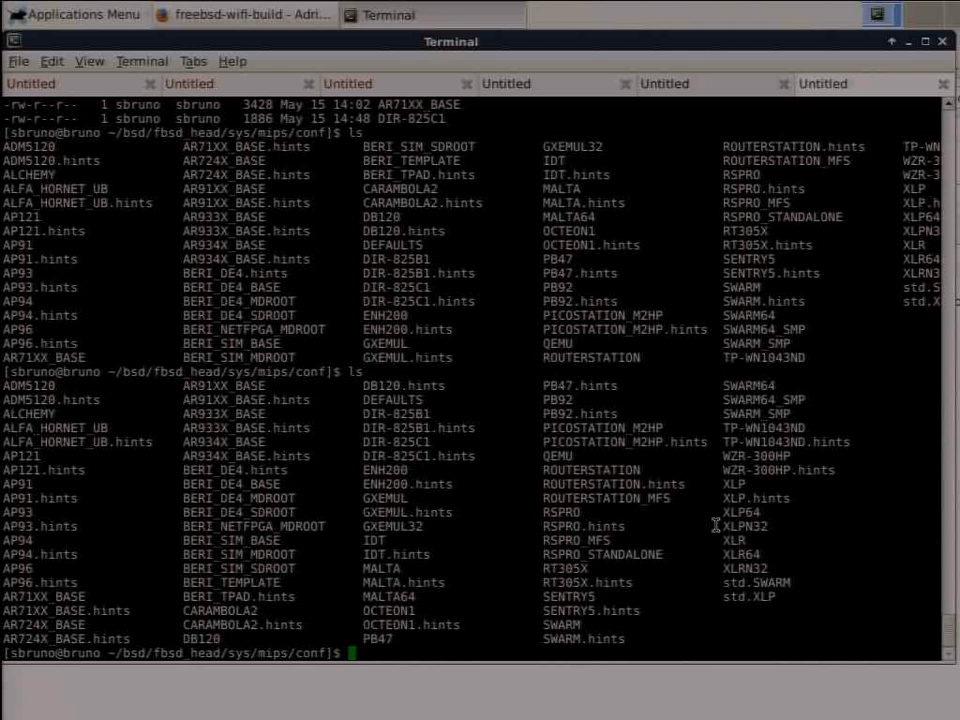 Applications Menu freebsd-wifi-build - Adri... Terminal
Terminal
File Edit View Terminal Tabs Help
Untitled Untitled Untitled Untitled Untitled Untitled
-rw-r--r-- 1 sbruno sbruno 3428 May 15 14:02 AR71XX_BASE
-rw-r--r-- 1 sbruno sbruno 1886 May 15 14:48 DIR-825C1
[sbruno@bruno ~/bsd/fbsd_head/sys/mips/conf]$ ls
ADM5120 AR71XX_BASE.hints BERI_SIM_SDROOT GXEMUL32 ROUTERSTATION.hints TP-WN
ADM5120.hints AR724X_BASE BERI_TEMPLATE IDT ROUTERSTATION_MFS WZR-3
ALCHEMY AR724X_BASE.hints BERI_TPAD.hints IDT.hints RSPRO WZR-3
ALFA_HORNET_UB AR91XX_BASE CARAMBOLA2 MALTA RSPRO.hints XLP
ALFA_HORNET_UB.hints AR91XX_BASE.hints CARAMBOLA2.hints MALTA.hints RSPRO_MFS XLP.h
AP121 AR933X_BASE DB120 MALTA64 RSPRO_STANDALONE XLP64
AP121.hints AR933X_BASE.hints DB120.hints OCTEON1 RT305X XLPN3
AP91 AR934X_BASE DEFAULTS OCTEON1.hints RT305X.hints XLR
AP91.hints AR934X_BASE.hints DIR-825B1 PB47 SENTRY5 XLR64
AP93 BERI_DE4.hints DIR-825B1.hints PB47.hints SENTRY5.hints XLRN3
AP93.hints BERI_DE4_BASE DIR-825C1 PB92 SWARM std.S
AP94 BERI_DE4_MDROOT DIR-825C1.hints PB92.hints SWARM.hints std.X
AP94.hints BERI_DE4_SDROOT ENH200 PICOSTATION_M2HP SWARM64
AP96 BERI_NETFPGA_MDROOT ENH200.hints PICOSTATION_M2HP.hints SWARM64_SMP
AP96.hints BERI_SIM_BASE GXEMUL QEMU SWARM_SMP
AR71XX_BASE BERI_SIM_MDROOT GXEMUL.hints ROUTERSTATION TP-WN1043ND
[sbruno@bruno ~/bsd/fbsd_head/sys/mips/conf]$ ls
ADM5120 AR91XX_BASE DB120.hints PB47.hints SWARM64
ADM5120.hints AR91XX_BASE.hints DEFAULTS PB92 SWARM64_SMP
ALCHEMY AR933X_BASE DIR-825B1 PB92.hints SWARM_SMP
ALFA_HORNET_UB AR933X_BASE.hints DIR-825B1.hints PICOSTATION_M2HP TP-WN1043ND
ALFA_HORNET_UB.hints AR934X_BASE DIR-825C1 PICOSTATION_M2HP.hints TP-WN1043ND.hints
AP121 AR934X_BASE.hints DIR-825C1.hints QEMU WZR-300HP
AP121.hints BERI_DE4.hints ENH200 ROUTERSTATION WZR-300HP.hints
AP91 BERI_DE4_BASE ENH200.hints ROUTERSTATION.hints XLP
AP91.hints BERI_DE4_MDROOT GXEMUL ROUTERSTATION_MFS XLP.hints
AP93 BERI_DE4_SDROOT GXEMUL.hints RSPRO XLP64
AP93.hints BERI_NETFPGA_MDROOT GXEMUL32 RSPRO.hints XLPN32
AP94 BERI_SIM_BASE IDT RSPRO_MFS XLR
AP94.hints BERI_SIM_MDROOT IDT.hints RSPRO_STANDALONE XLR64
AP96 BERI_SIM_SDROOT MALTA RT305X XLRN32
AP96.hints BERI_TEMPLATE MALTA.hints RT305X.hints std.SWARM
AR71XX_BASE BERI_TPAD.hints MALTA64 SENTRY5 std.XLP
AR71XX_BASE.hints CARAMBOLA2 OCTEON1 SENTRY5.hints
AR724X_BASE CARAMBOLA2.hints OCTEON1.hints SWARM
AR724X_BASE.hints DB120 PB47 SWARM.hints
[sbruno@bruno ~/bsd/fbsd_head/sys/mips/conf]$